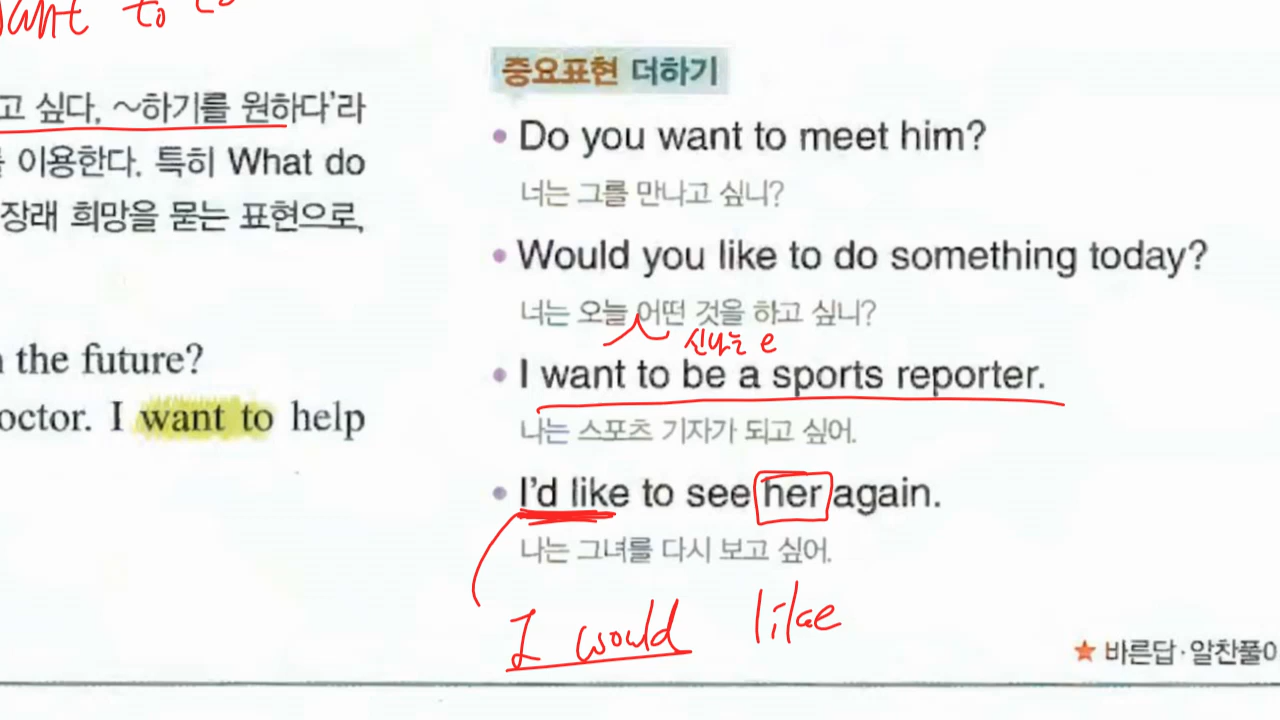 want to
고 싶다, ~하기를 원하다'라
이용한다. 특히 What do
장래 희망을 묻는 표현으로,
the future?
octor. I want to help
중요표현 더하기
• Do you want to meet him?
너는 그를 만나고 싶니?
• Would you like to do something today?
너는 오늘 어떤 것을 하고 싶니?
신나는 e
• I want to be a sports reporter.
나는 스포츠 기자가 되고 싶어.
• I'd like to see her again.
나는 그녀를 다시 보고 싶어.
I would like
★ 바른답·알찬풀이